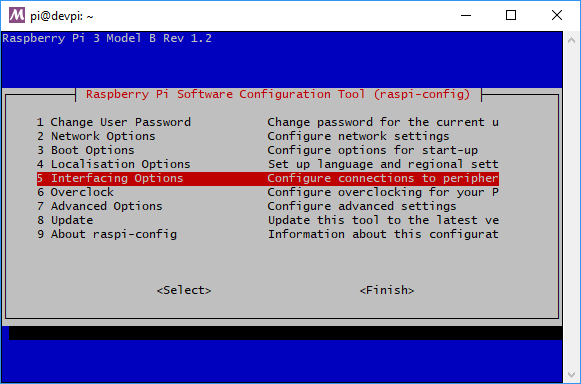 pi@devpi: ~
Raspberry Pi 3 Model B Rev 1.2
Raspberry Pi Software Configuration Tool (raspi-config)
1 Change User Password Change password for the current u
2 Network Options Configure network settings
3 Boot Options Configure options for start-up
4 Localisation Options Set up language and regional sett
5 Interfacing Options Configure connections to peripher
6 Overclock Configure overclocking for your P
7 Advanced Options Configure advanced settings
8 Update Update this tool to the latest ve
9 About raspi-config Information about this configurat
<Select> <Finish>